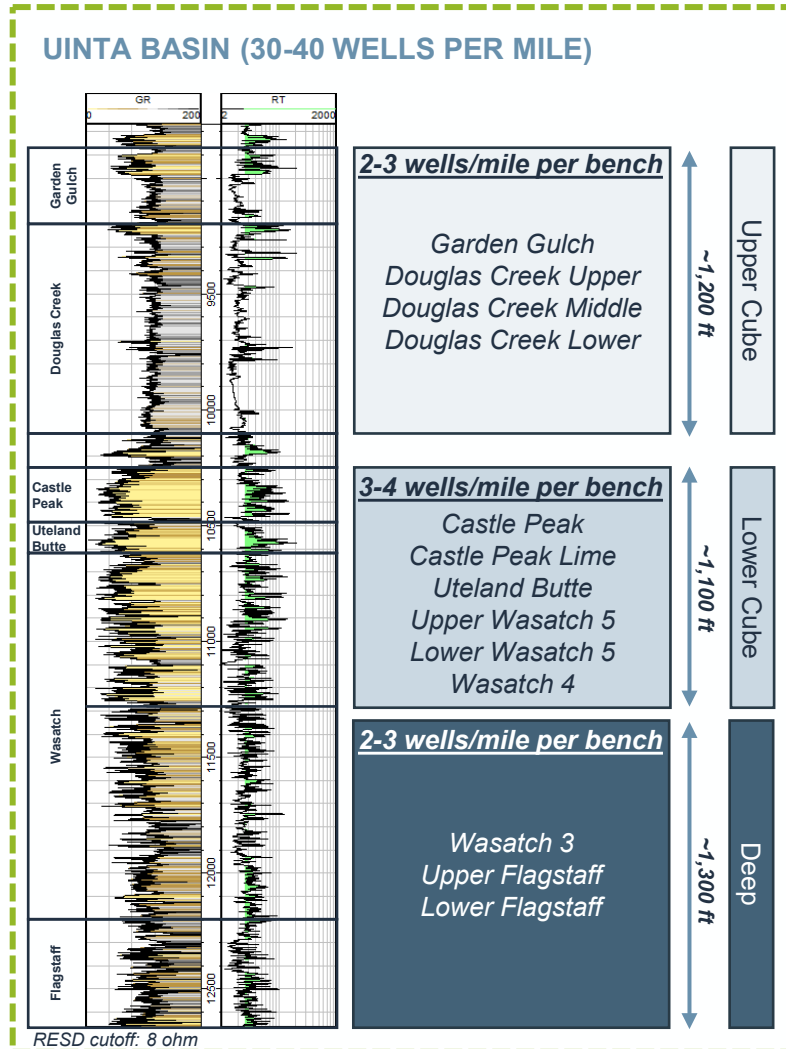 UINTA BASIN (30-40 WELLS PER MILE)
GR
0 200
RT
2 2000
Garden
Gulch
Douglas Creek
Castle
Peak
Uteland
Butte
Wasatch
Flagstaff
9500
10000
10500
11000
11500
12000
12500
2-3 wells/mile per bench
Garden Gulch
Douglas Creek Upper
Douglas Creek Middle
Douglas Creek Lower
~1,200 ft
Upper Cube
3-4 wells/mile per bench
Castle Peak
Castle Peak Lime
Uteland Butte
Upper Wasatch 5
Lower Wasatch 5
Wasatch 4
~1,100 ft
Lower Cube
2-3 wells/mile per bench
Wasatch 3
Upper Flagstaff
Lower Flagstaff
~1,300 ft
Deep
RESD cutoff: 8 ohm